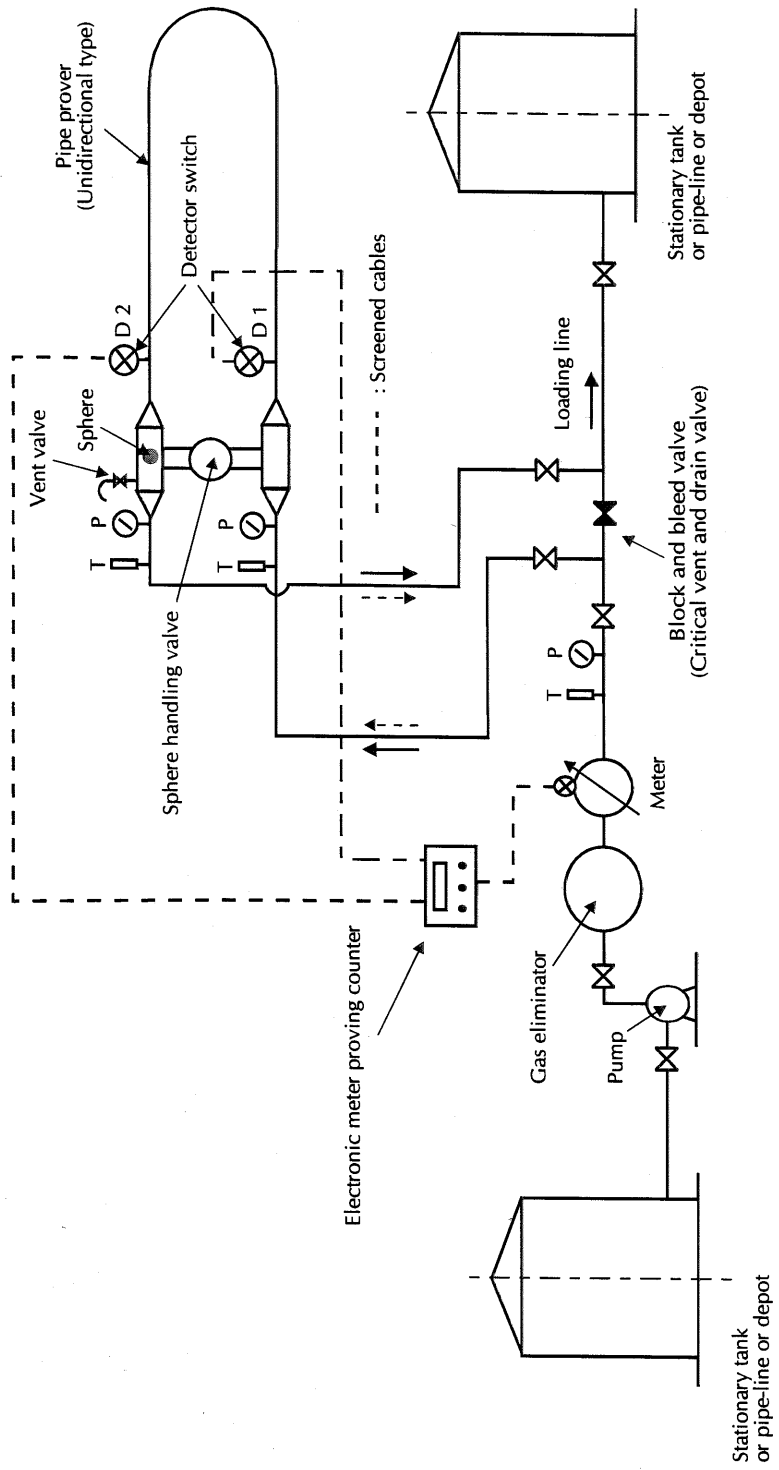 Pipe prover
(Unidirectional type)
Detector switch
D 2
D 1
Vent valve
Sphere
P
P
T
T
Sphere handling valve
: Screened cables
Electronic meter proving counter
Loading line
Block and bleed valve
(Critical vent and drain valve)
P
T
Meter
Gas eliminator
Pump
Stationary tank
or pipe-line or depot
Stationary tank
or pipe-line or depot